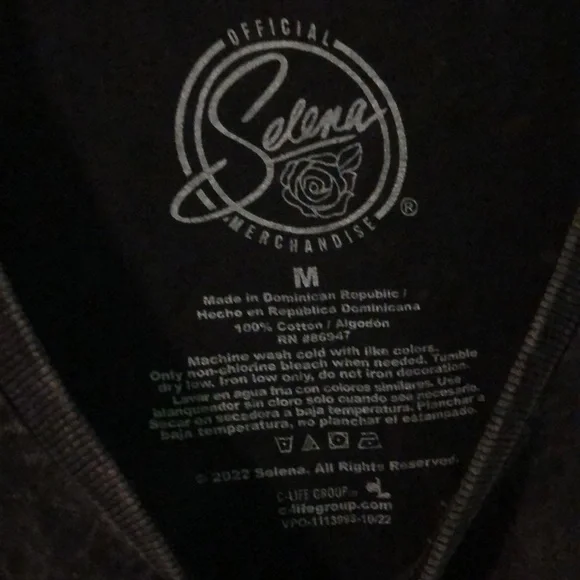 OFFICIAL
Selena
MERCHANDISE
®
M
Made in Dominican Republic /
Hecho en República Dominicana
100% Cotton / Algodón
RN #86947
Machine wash cold with like colors.
Only non-chlorine bleach when needed. Tumble
dry low. Iron low only, do not iron decoration.
Lavar en agua fria con colores similares. Use
blanqueador sin cloro solo cuando sea necesario.
Secar en secadora a baja temperatura. Planchar a
baja temperatura, no planchar el estampado.
© 2022 Selena. All Rights Reserved.
C-LIFE GROUP
c-lifegroup.com